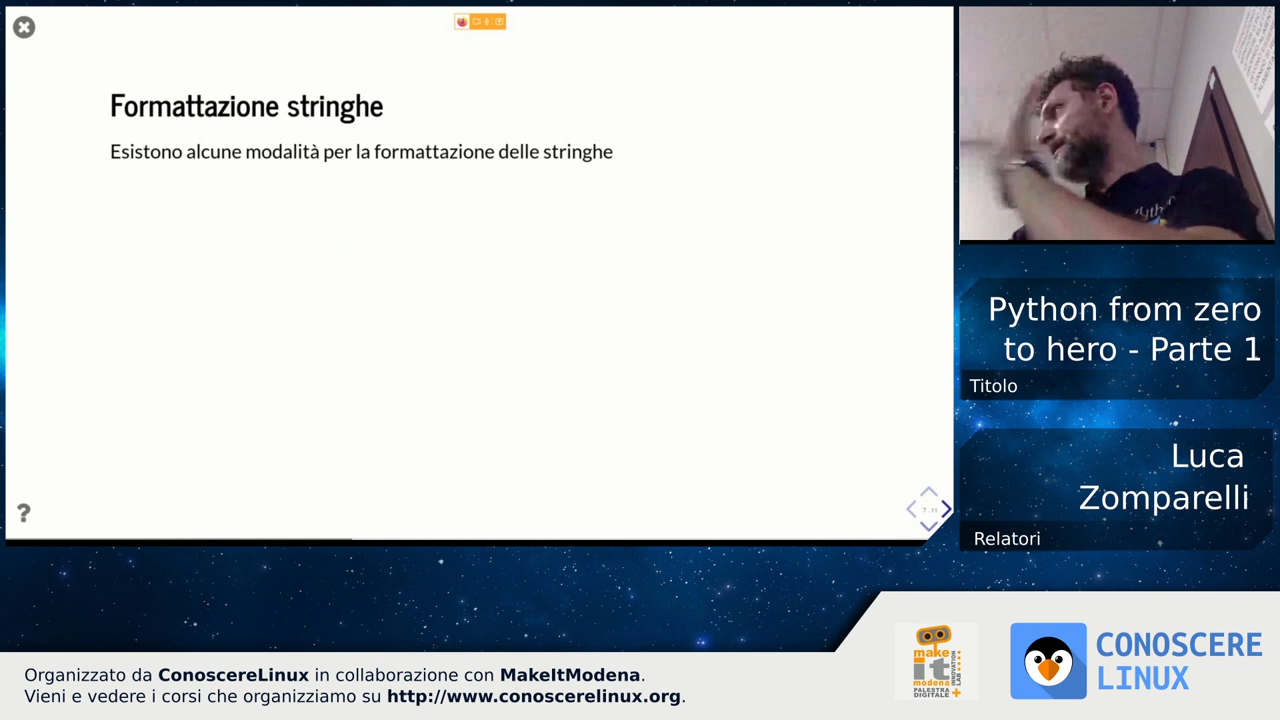 Formattazione stringhe
Esistono alcune modalità per la formattazione delle stringhe
?
Python from zero
to hero - Parte 1
Titolo
Luca
Zomparelli
Relatori
make
it
modena
PALESTRA
DIGITALE
INNOVATION
LAB
CONOSCERE
LINUX
Organizzato da ConoscereLinux in collaborazione con MakeItModena.
Vieni e vedere i corsi che organizziamo su http://www.conoscerelinux.org.